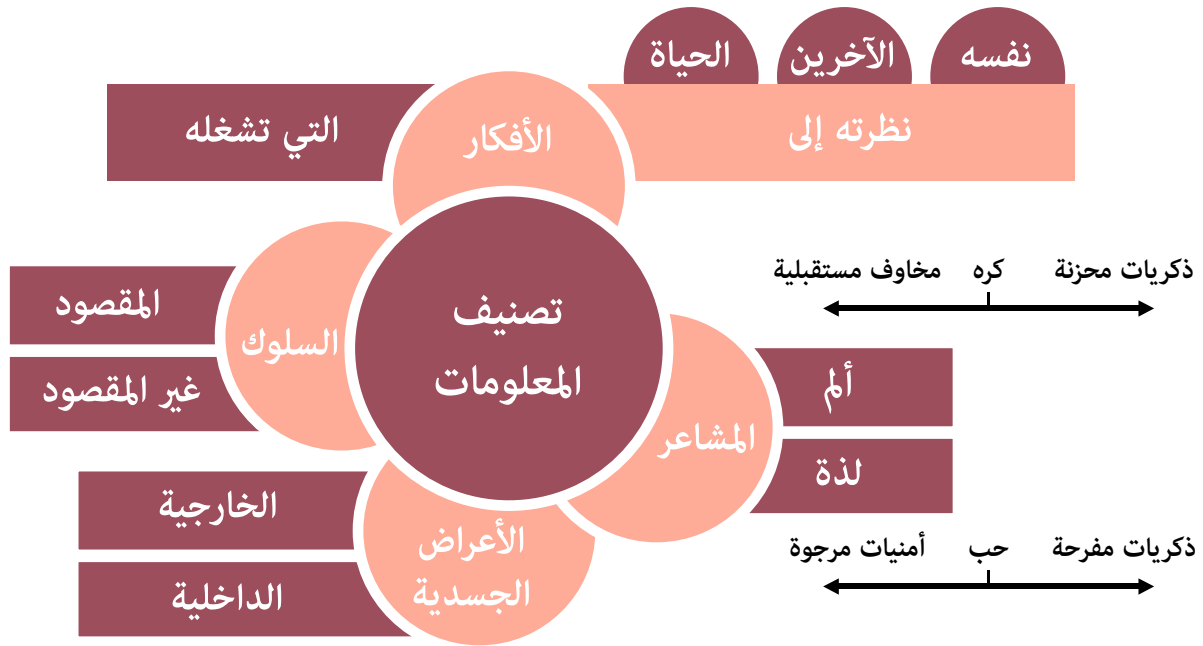 نفسه
الآخرين
الحياة
نظرته إلى
الأفكار
التي تشغله
تصنيف
المعلومات
السلوك
المقصود
غير المقصود
ذكريات محزنة
كره
مخاوف مستقبلية
المشاعر
ألم
لذة
الأعراض
الجسدية
الخارجية
الداخلية
ذكريات مفرحة
حب
أمنيات مرجوة